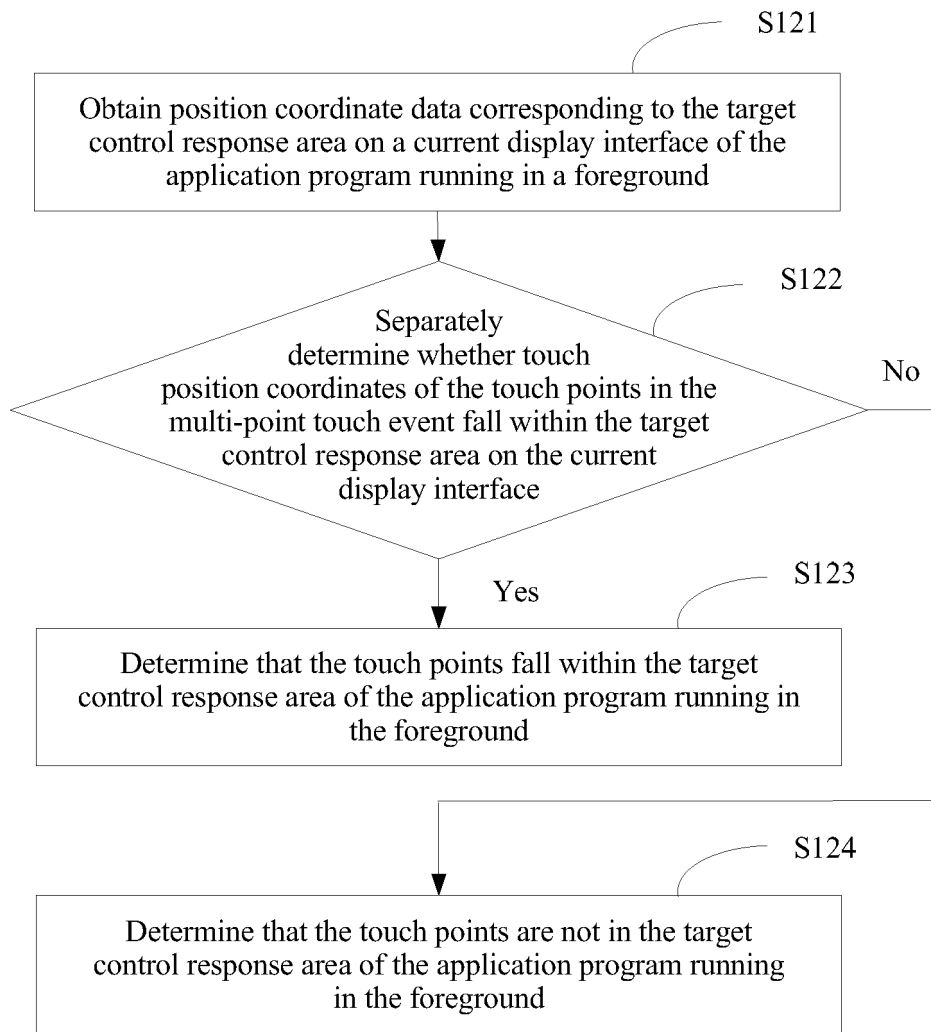 S121
Obtain position coordinate data corresponding to the target
control response area on a current display interface of the
application program running in a foreground
S122
Separately
determine whether touch
position coordinates of the touch points in the
multi-point touch event fall within the target
control response area on the current
display interface
No
Yes
S123
Determine that the touch points fall within the target
control response area of the application program running in
the foreground
S124
Determine that the touch points are not in the target
control response area of the application program running
in the foreground